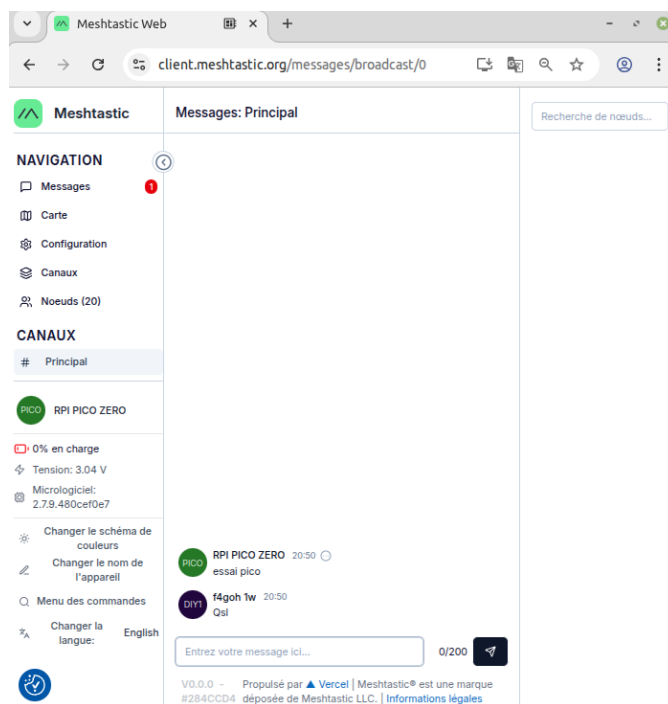 Meshtastic Web
client.meshtastic.org/messages/broadcast/0
Meshtastic
Messages: Principal
Recherche de nœuds...
NAVIGATION
Messages
1
Carte
Configuration
Canaux
Noeuds (20)
CANAUX
# Principal
PICO
RPI PICO ZERO
0% en charge
Tension: 3.04 V
Micrologiciel:
2.7.9.480cef0e7
Changer le schéma de
couleurs
Changer le nom de
l'appareil
Menu des commandes
Changer la
langue:
English
PICO
RPI PICO ZERO 20:50
essai pico
DIY1
f4goh 1w 20:50
Qsl
Entrez votre message ici...
0/200
V0.0.0 -
#284CCD4
Propulsé par ▲ Vercel | Meshtastic® est une marque
déposée de Meshtastic LLC. | Informations légales